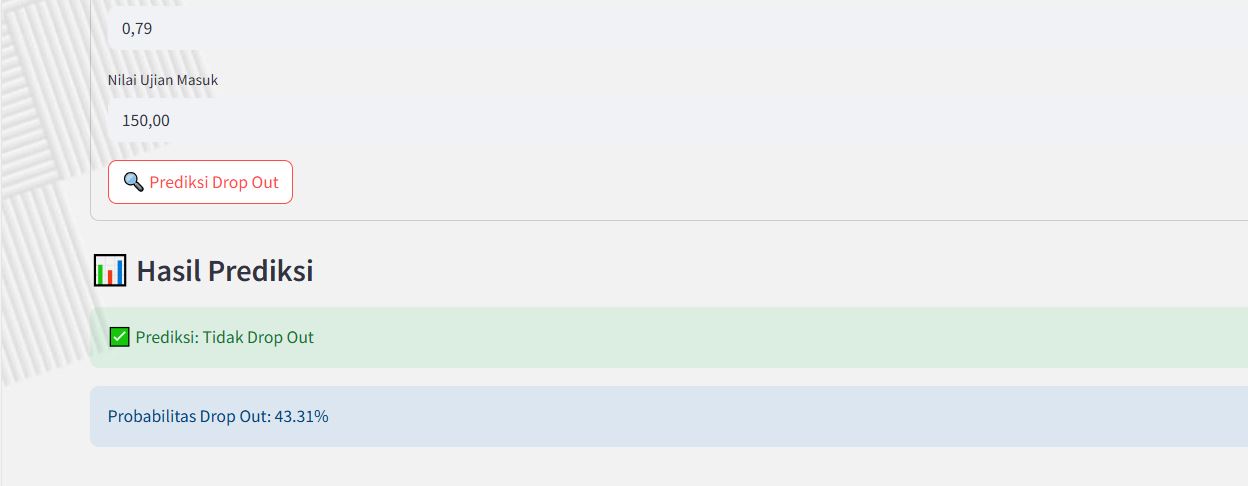 0,79
Nilai Ujian Masuk
150,00
🔍 Prediksi Drop Out
📊 Hasil Prediksi
✅ Prediksi: Tidak Drop Out
Probabilitas Drop Out: 43.31%